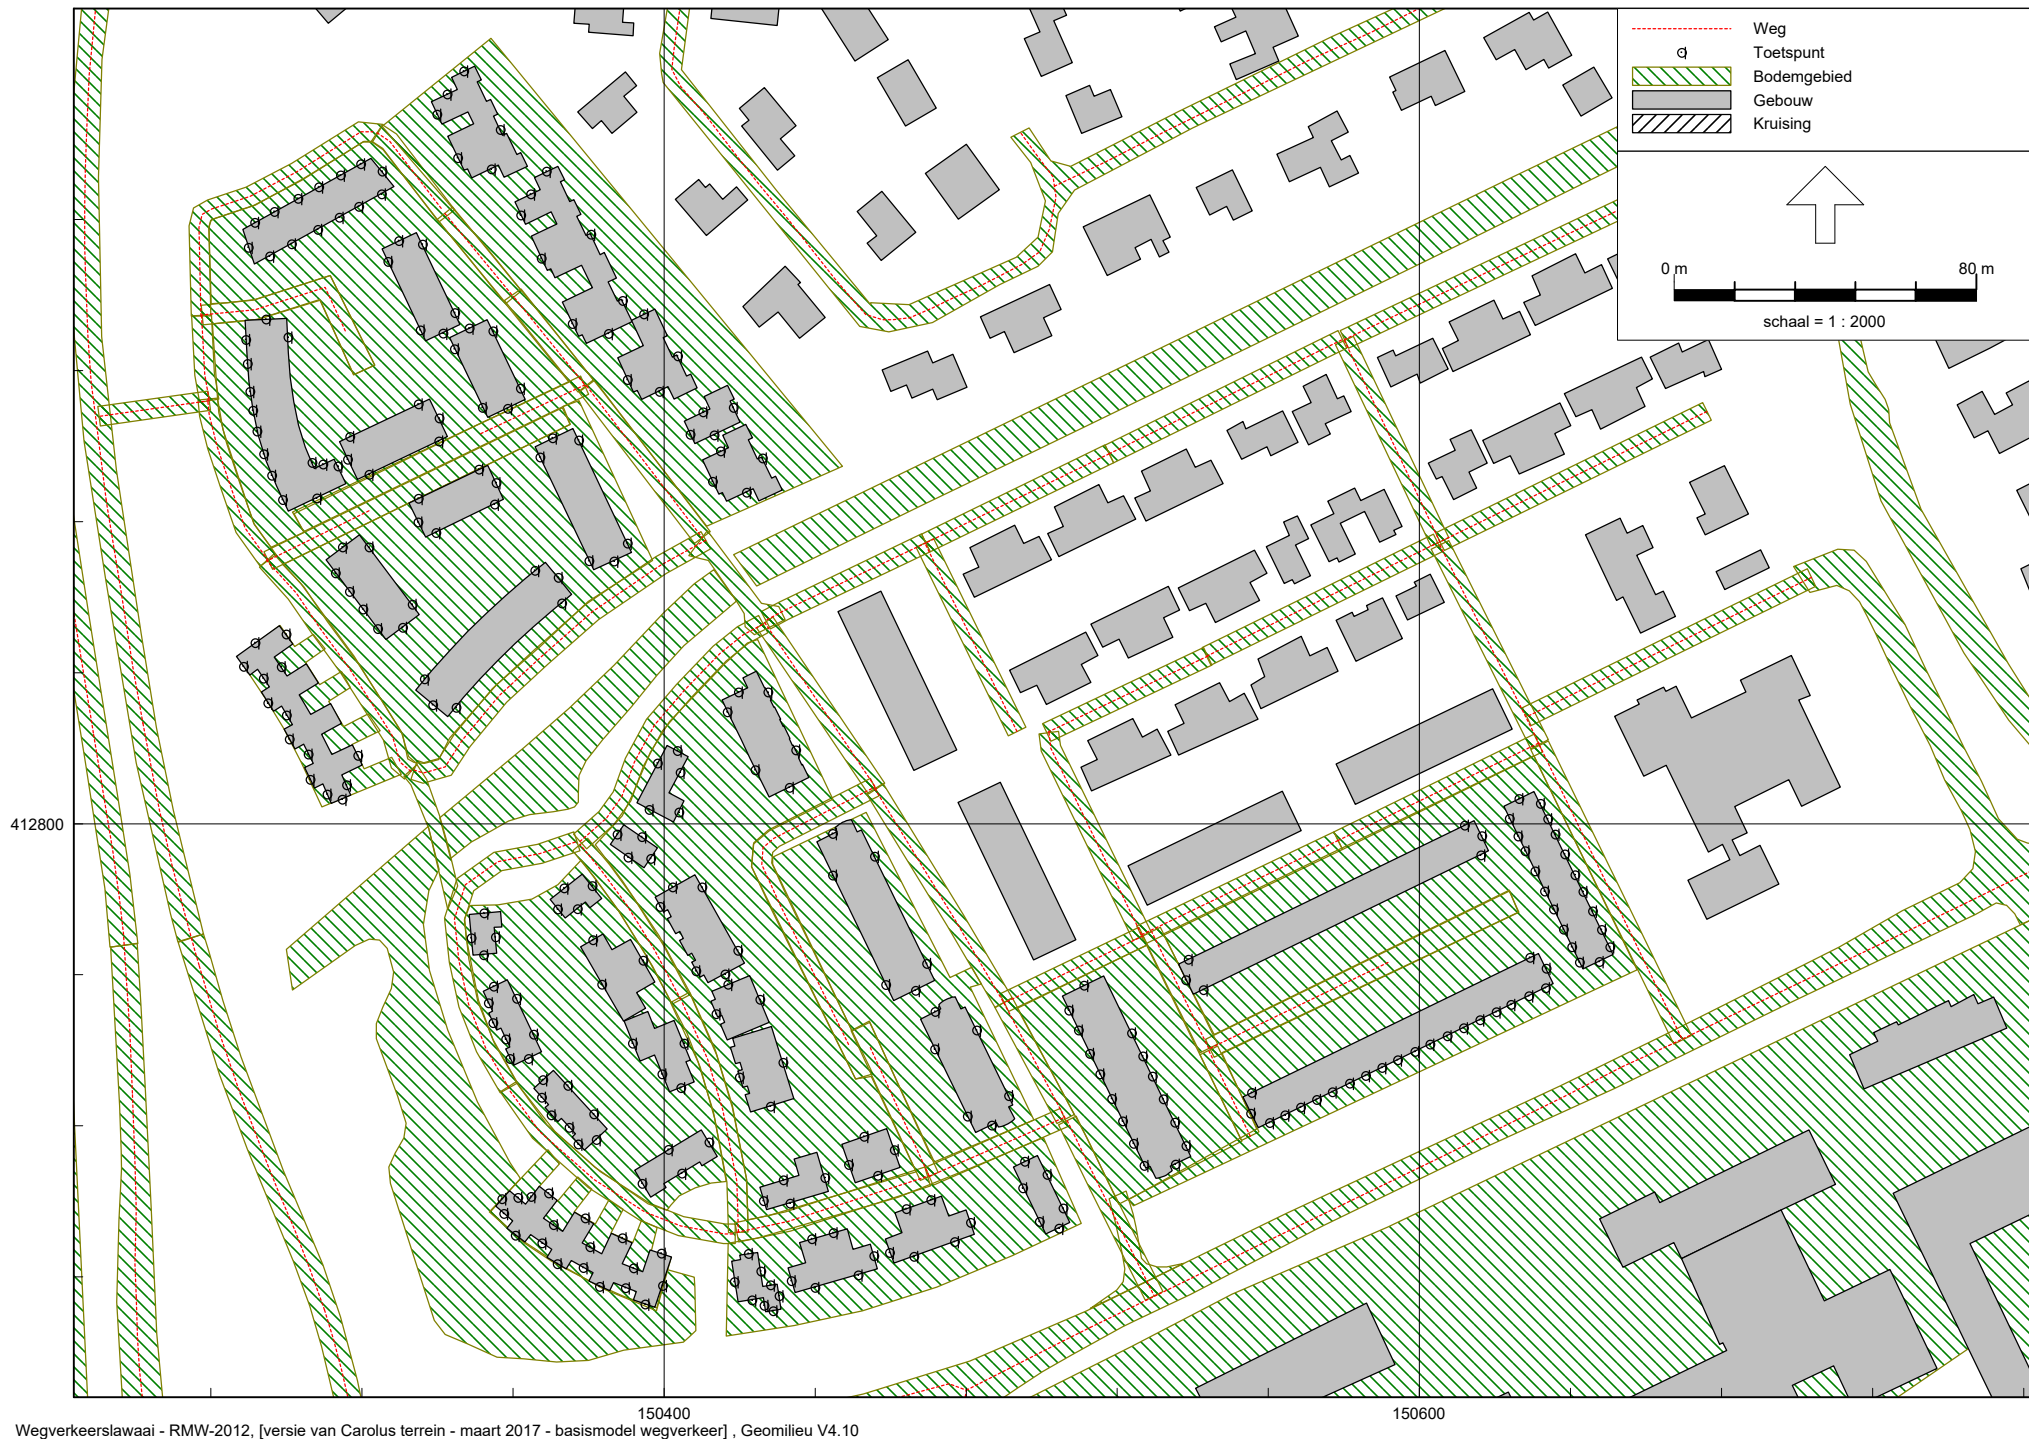 Weg
Toetspunt
Bodemgebied
Gebouw
Kruising
0 m 80 m
schaal = 1 : 2000
412800
150400 150600
Wegverkeerslawaai - RMW-2012, [versie van Carolus terrein - maart 2017 - basismodel wegverkeer] , Geomilieu V4.10